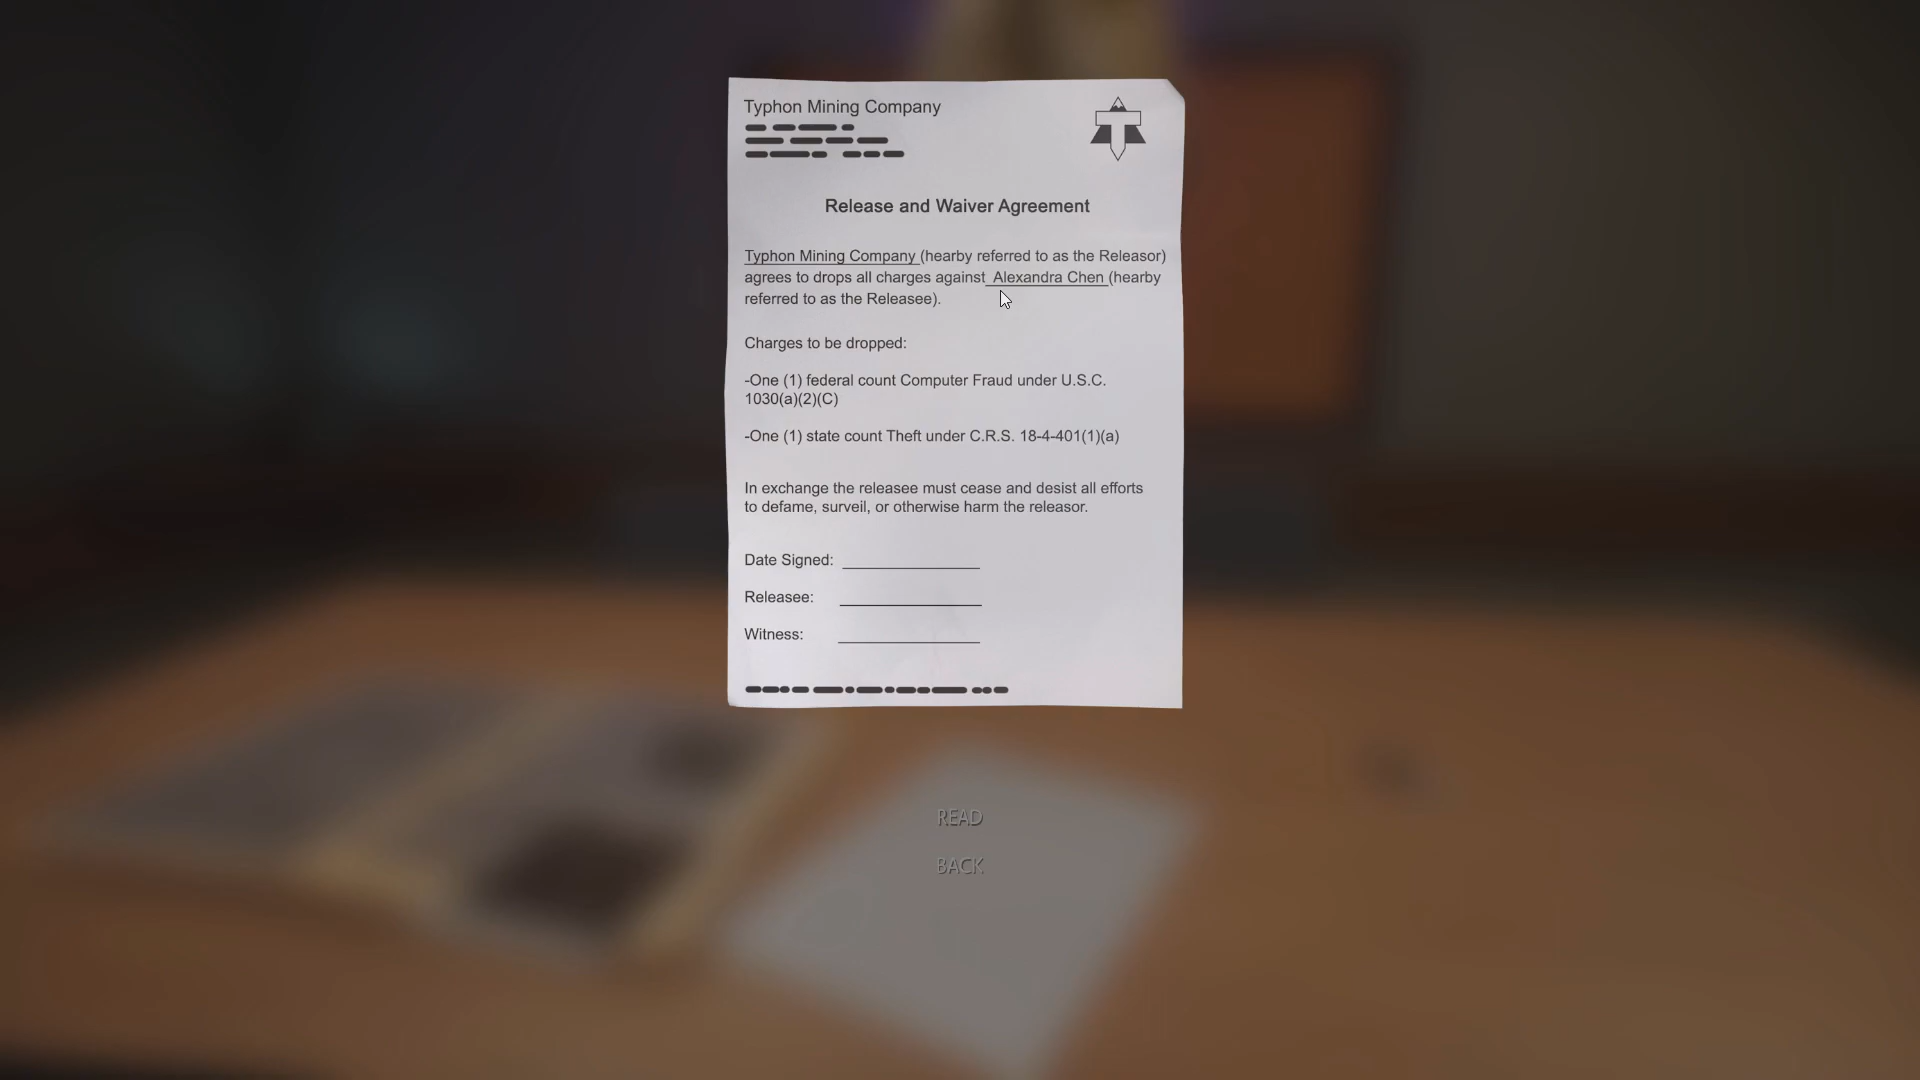 Typhon Mining Company
Release and Waiver Agreement
Typhon Mining Company (hearby referred to as the Releasor)
agrees to drops all charges against Alexandra Chen (hearby
referred to as the Releasee).
Charges to be dropped:
-One (1) federal count Computer Fraud under U.S.C.
1030(a)(2)(C)
-One (1) state count Theft under C.R.S. 18-4-401(1)(a)
In exchange the releasee must cease and desist all efforts
to defame, surveil, or otherwise harm the releasor.
Date Signed:
Releasee:
Witness:
READ
BACK